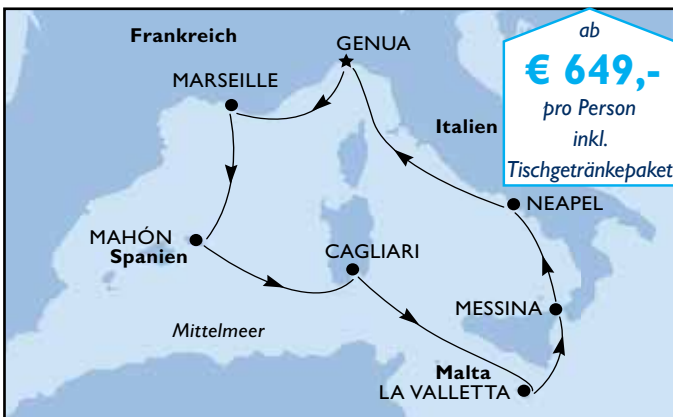 Frankreich
GENUA
MARSEILLE
ab
€ 649,-
pro Person
inkl.
Tischgetränkepaket
Italien
NEAPEL
MAHÓN
Spanien
CAGLIARI
MESSINA
Mittelmeer
Malta
LA VALLETTA